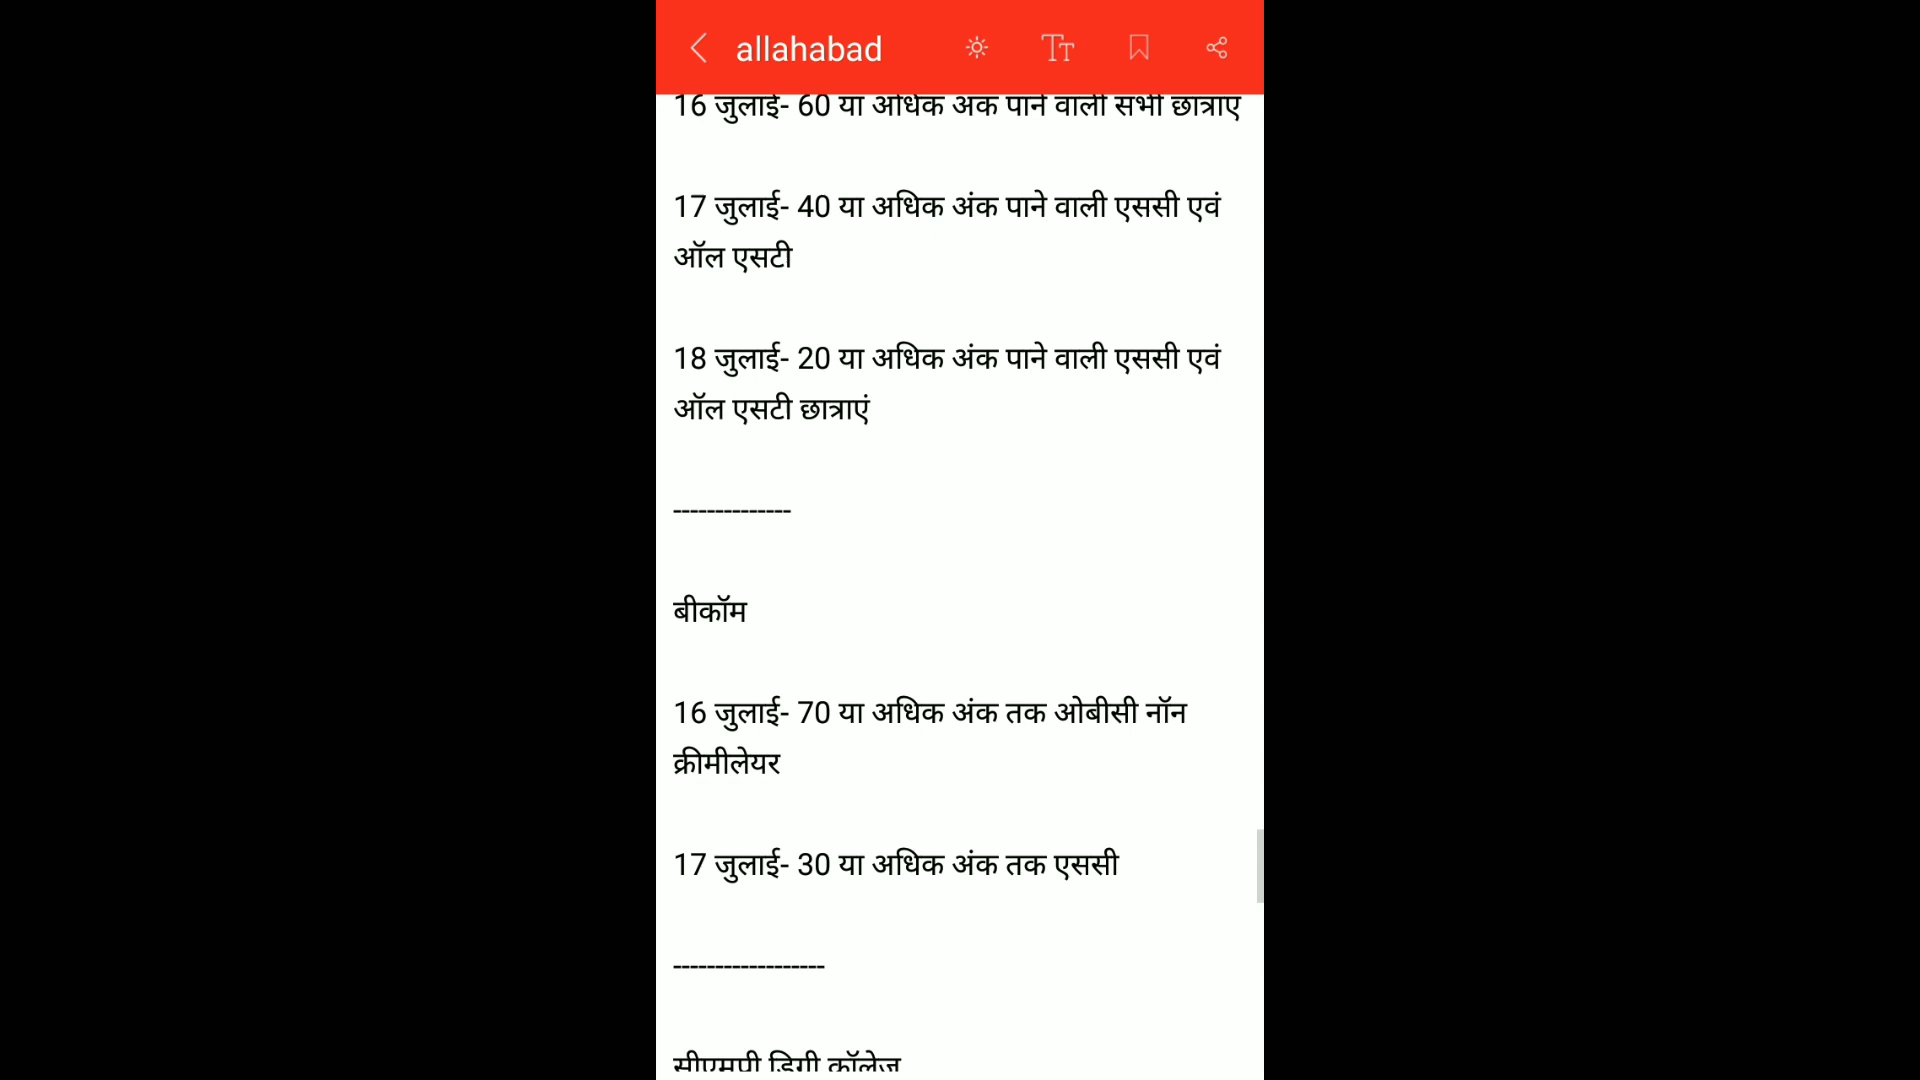 allahabad
16 जुलाई- 60 या अधिक अंक पाने वाली सभी छात्राएं
17 जुलाई- 40 या अधिक अंक पाने वाली एससी एवं
ऑल एसटी
18 जुलाई- 20 या अधिक अंक पाने वाली एससी एवं
ऑल एसटी छात्राएं
--------------
बीकॉम
16 जुलाई- 70 या अधिक अंक तक ओबीसी नॉन
क्रीमीलेयर
17 जुलाई- 30 या अधिक अंक तक एससी
------------------
सीएमपी डिग्री कॉलेज